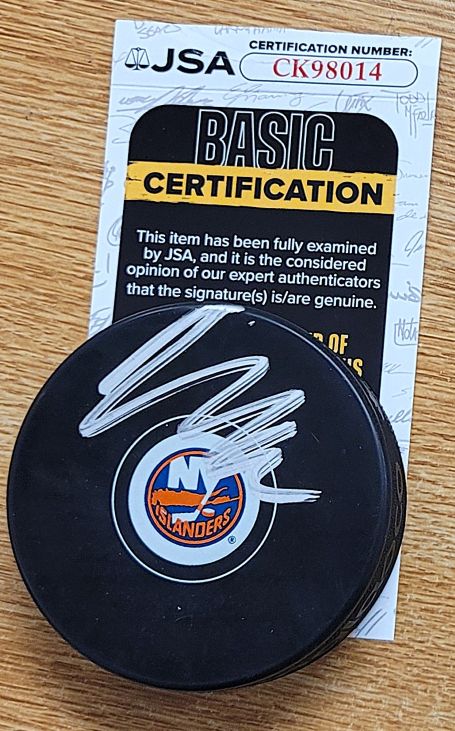 JSA
CERTIFICATION NUMBER:
CK98014
BASIC
CERTIFICATION
This item has been fully examined
by JSA, and it is the considered
opinion of our expert authenticators
that the signature(s) is/are genuine.
OF
NY
ISLANDERS
®